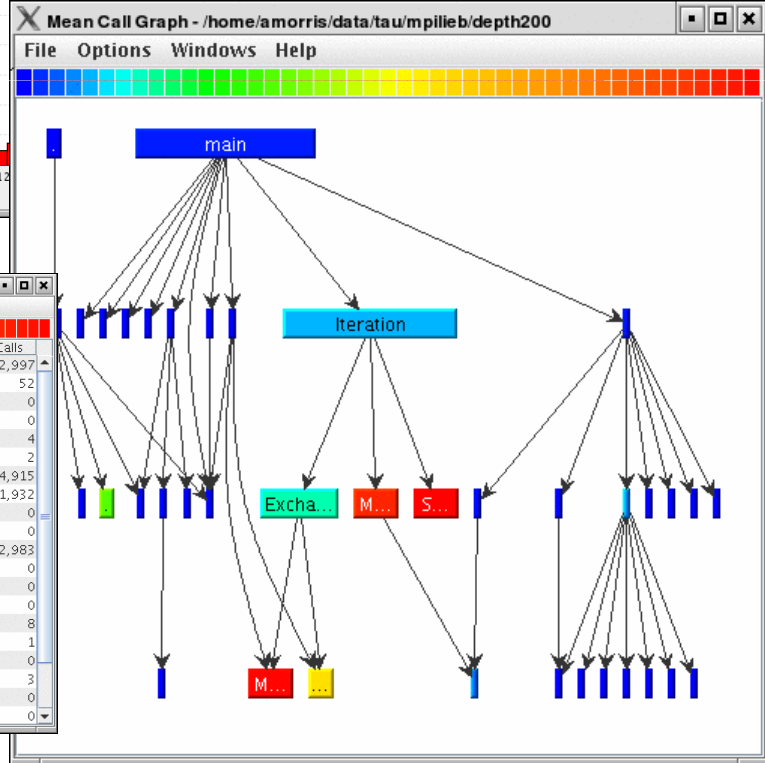 Mean Call Graph - /home/amorris/data/tau/mpilieb/depth200
File Options Windows Help
.
main
12
Iteration
Calls
2,997
52
0
0
4
2
4,915
1,932
0
0
2,983
0
0
0
8
1
0
3
0
0
.
Excha...
M...
S...
M...
...